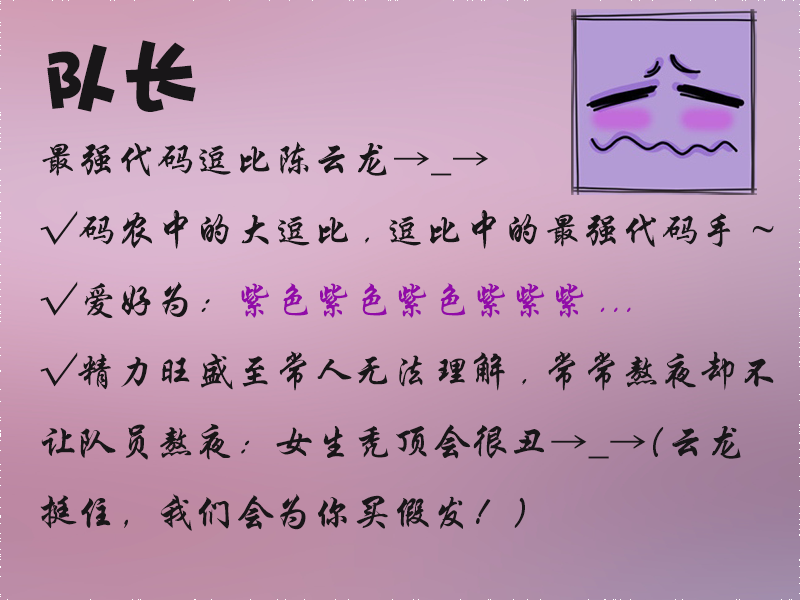 队长
最强代码逗比陈云龙→_→
√码农中的大逗比，逗比中的最强代码手 ~
√爱好为：紫色紫色紫色紫紫紫...
√精力旺盛至常人无法理解，常常熬夜却不
让队员熬夜：女生秃顶会很丑→_→(云龙
挺住，我们会为你买假发！)